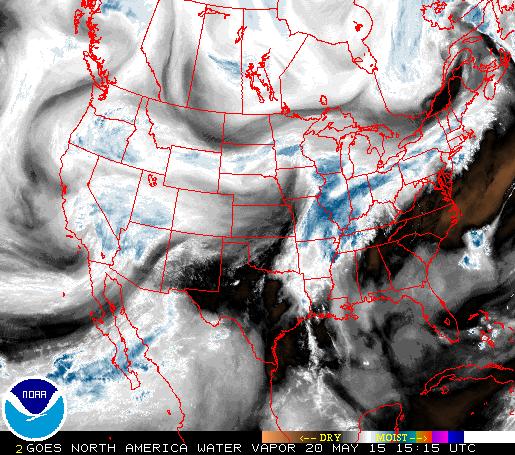 NOAA
<-- DRY MOIST -->
2 GOES NORTH AMERICA WATER VAPOR 20 MAY 15 15:15 UTC